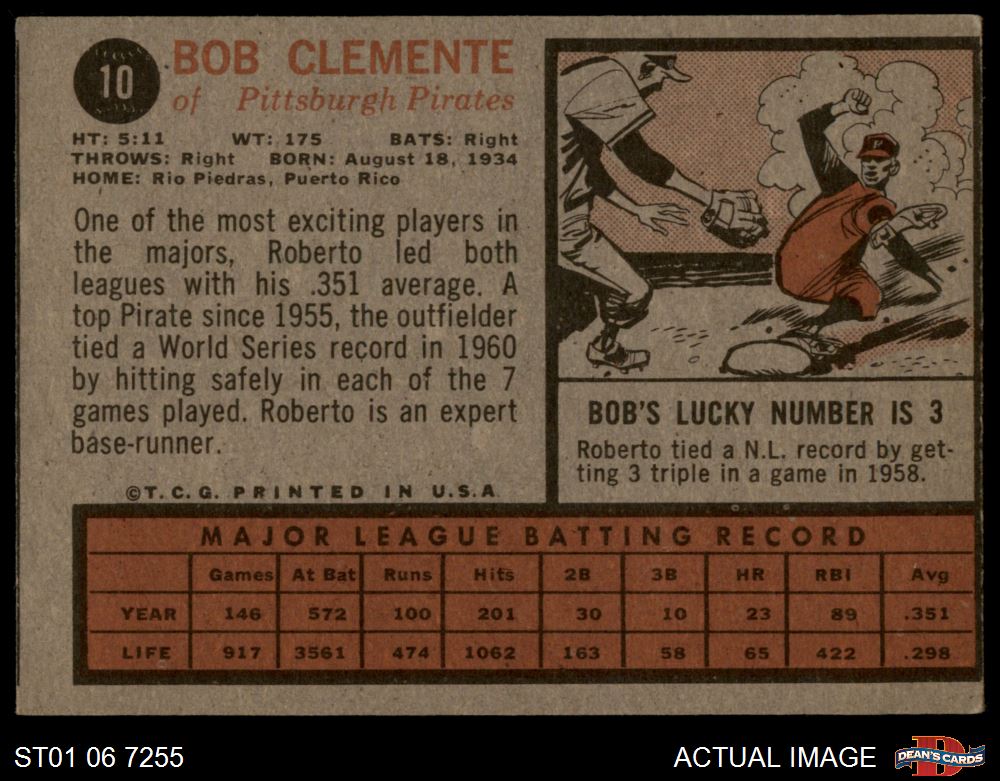 10
BOB CLEMENTE
of Pittsburgh Pirates
HT: 5:11 WT: 175 BATS: Right
THROWS: Right BORN: August 18, 1934
HOME: Rio Piedras, Puerto Rico
One of the most exciting players in
the majors, Roberto led both
leagues with his .351 average. A
top Pirate since 1955, the outfielder
tied a World Series record in 1960
by hitting safely in each of the 7
games played. Roberto is an expert
base-runner.
©T.C.G. PRINTED IN U.S.A.
P
BOB'S LUCKY NUMBER IS 3
Roberto tied a N.L. record by get-
ting 3 triple in a game in 1958.
MAJOR LEAGUE BATTING RECORD
Games At Bat Runs Hits 2B 3B HR RBI Avg
YEAR 146 572 100 201 30 10 23 89 .351
LIFE 917 3561 474 1062 163 58 65 422 .298
ST01 06 7255
ACTUAL IMAGE
D
DEAN'S CARDS